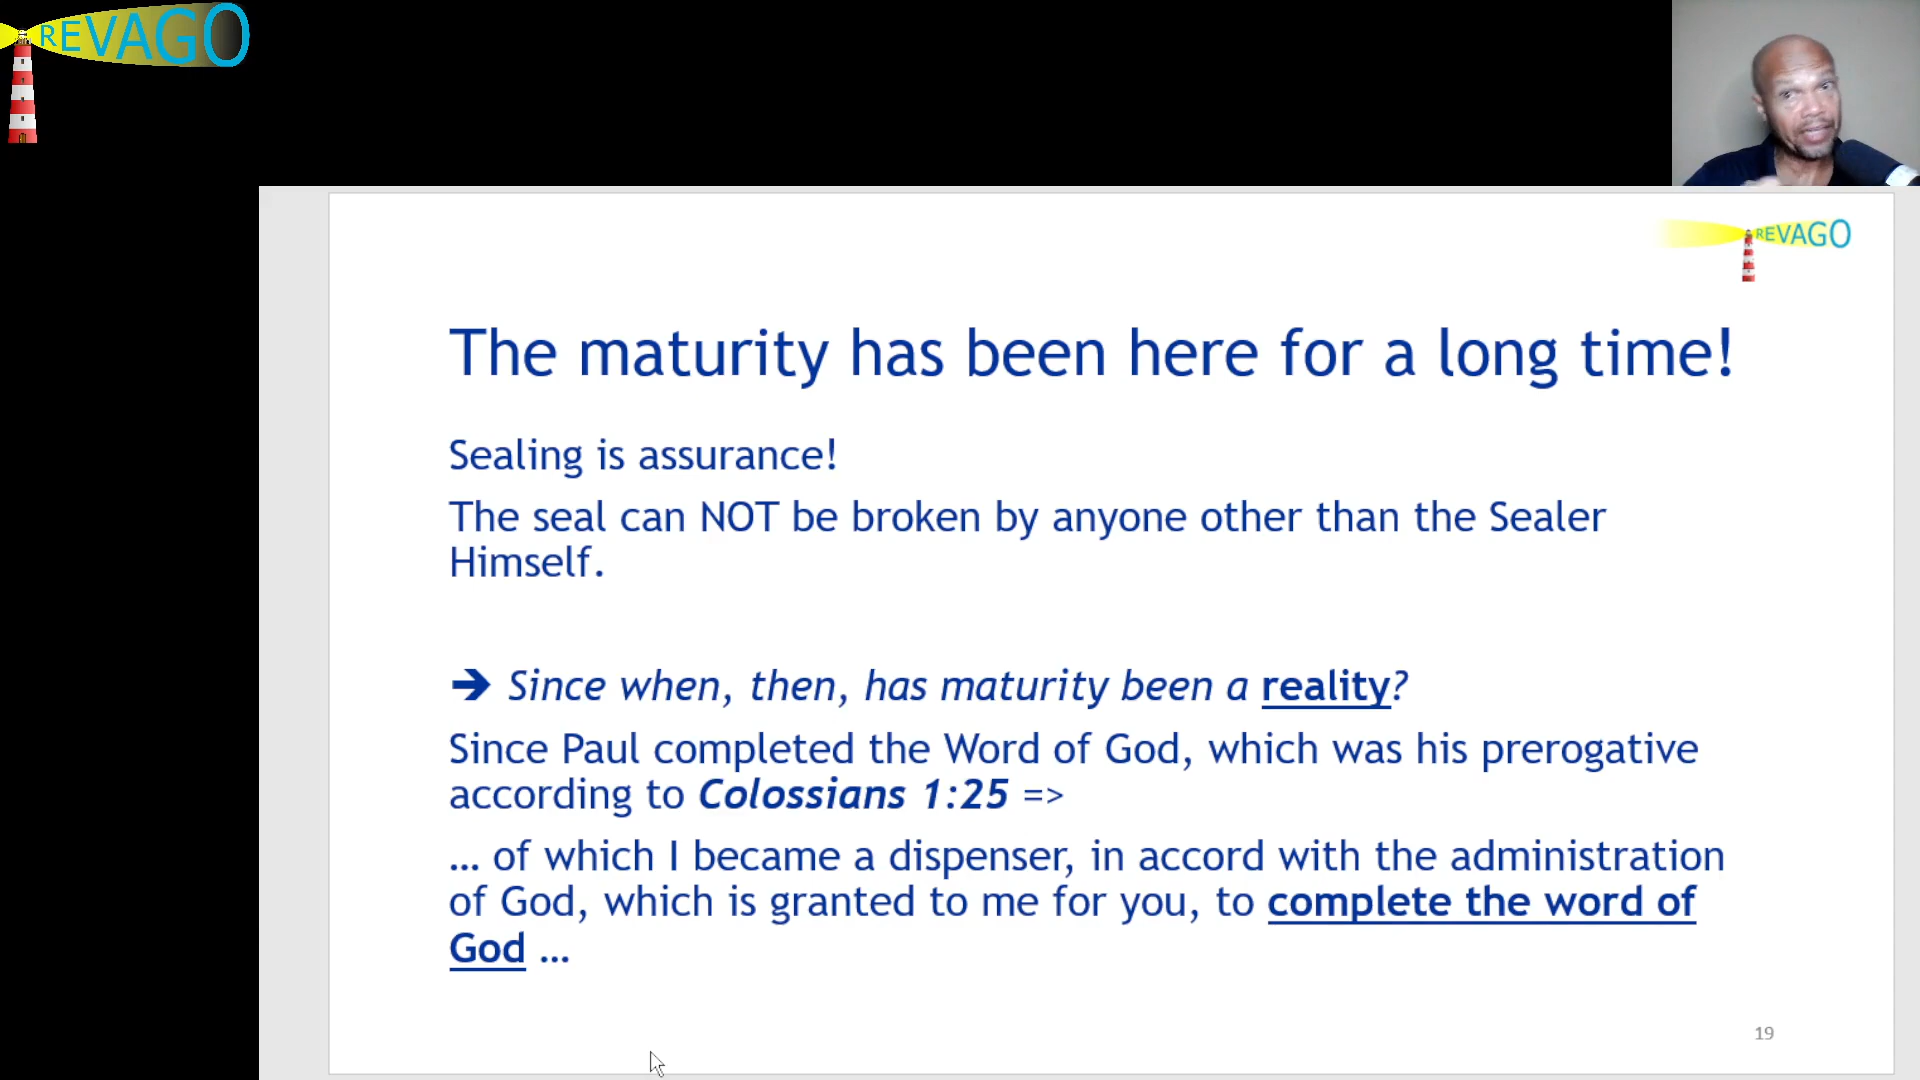 REVAGO
REVAGO
The maturity has been here for a long time!
Sealing is assurance!
The seal can NOT be broken by anyone other than the Sealer
Himself.
➔ Since when, then, has maturity been a reality?
Since Paul completed the Word of God, which was his prerogative
according to Colossians 1:25 =>
… of which I became a dispenser, in accord with the administration
of God, which is granted to me for you, to complete the word of
God …
19